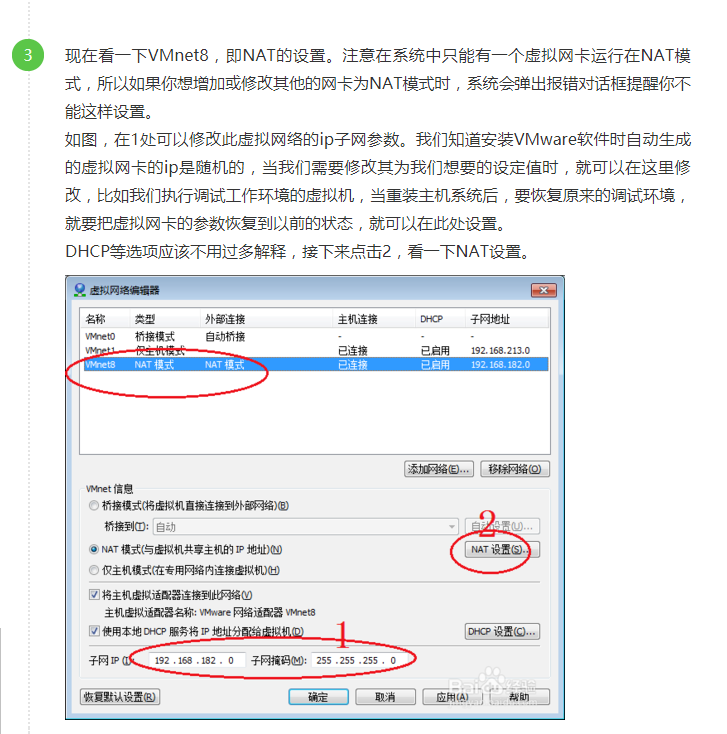 3
现在看一下VMnet8，即NAT的设置。注意在系统中只能有一个虚拟网卡运行在NAT模
式，所以如果你想增加或修改其他的网卡为NAT模式时，系统会弹出报错对话框提醒你不
能这样设置。
如图，在1处可以修改此虚拟网络的ip子网参数。我们知道安装VMware软件时自动生成
的虚拟网卡的ip是随机的，当我们需要修改其为我们想要的设定值时，就可以在这里修
改，比如我们执行调试工作环境的虚拟机，当重装主机系统后，要恢复原来的调试环境，
就要把虚拟网卡的参数恢复到以前的状态，就可以在此处设置。
DHCP等选项应该不用过多解释，接下来点击2，看一下NAT设置。
虚拟网络编辑器
名称 类型 外部连接 主机连接 DHCP 子网地址
VMnet0 桥接模式 自动桥接 - - -
VMnet1 仅主机模式 - 已连接 已启用 192.168.213.0
VMnet8 NAT 模式 NAT 模式 已连接 已启用 192.168.182.0
添加网络(E)... 移除网络(O)
VMnet 信息
桥接模式(将虚拟机直接连接到外部网络)(B)
桥接到(T): 自动 自动设置(U)...
2
NAT 模式(与虚拟机共享主机的 IP 地址)(N) NAT 设置(S)...
仅主机模式(在专用网络内连接虚拟机)(H)
将主机虚拟适配器连接到此网络(V)
主机虚拟适配器名称: VMware 网络适配器 VMnet8
使用本地 DHCP 服务将 IP 地址分配给虚拟机(D) DHCP 设置(C)...
1
子网 IP (I): 192 .168 .182 . 0 子网掩码(M): 255 .255 .255 . 0
恢复默认设置(R) 确定 取消 应用(A) 帮助
Baidu 经验